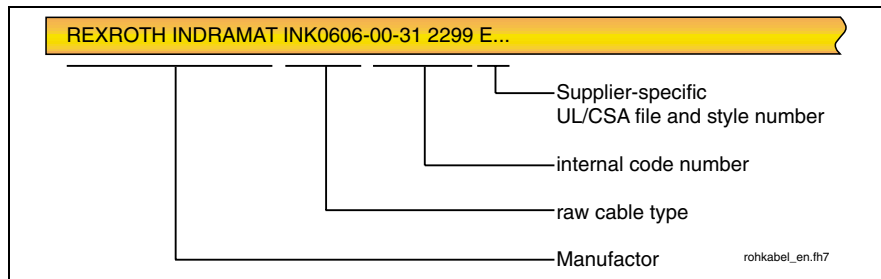 REXROTH INDRAMAT INK0606-00-31 2299 E...
Supplier-specific
UL/CSA file and style number
internal code number
raw cable type
Manufactor
rohkabel_en.fh7